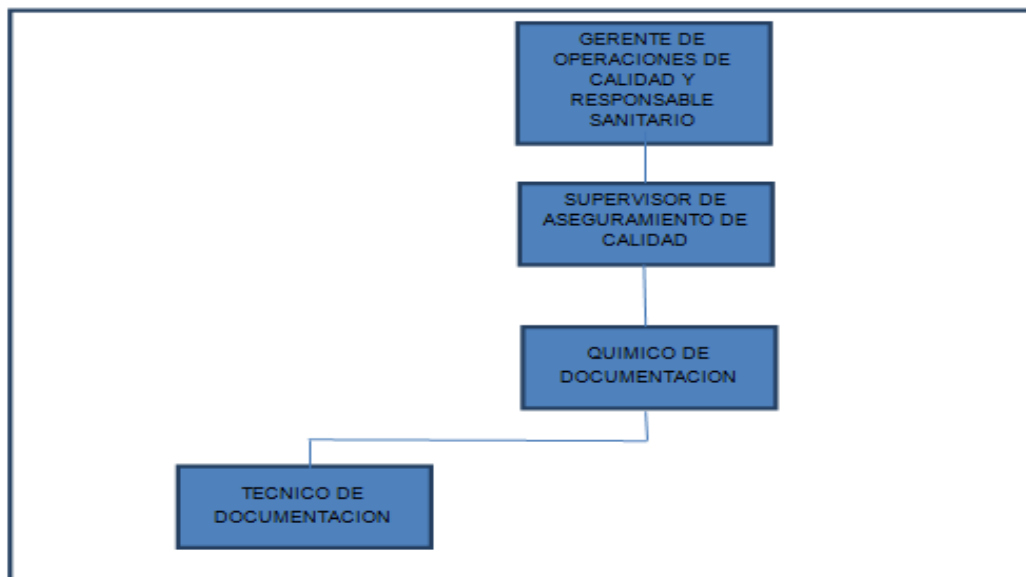 GERENTE DE
OPERACIONES DE
CALIDAD Y
RESPONSABLE
SANITARIO
SUPERVISOR DE
ASEGURAMIENTO DE
CALIDAD
QUIMICO DE
DOCUMENTACION
TECNICO DE
DOCUMENTACION